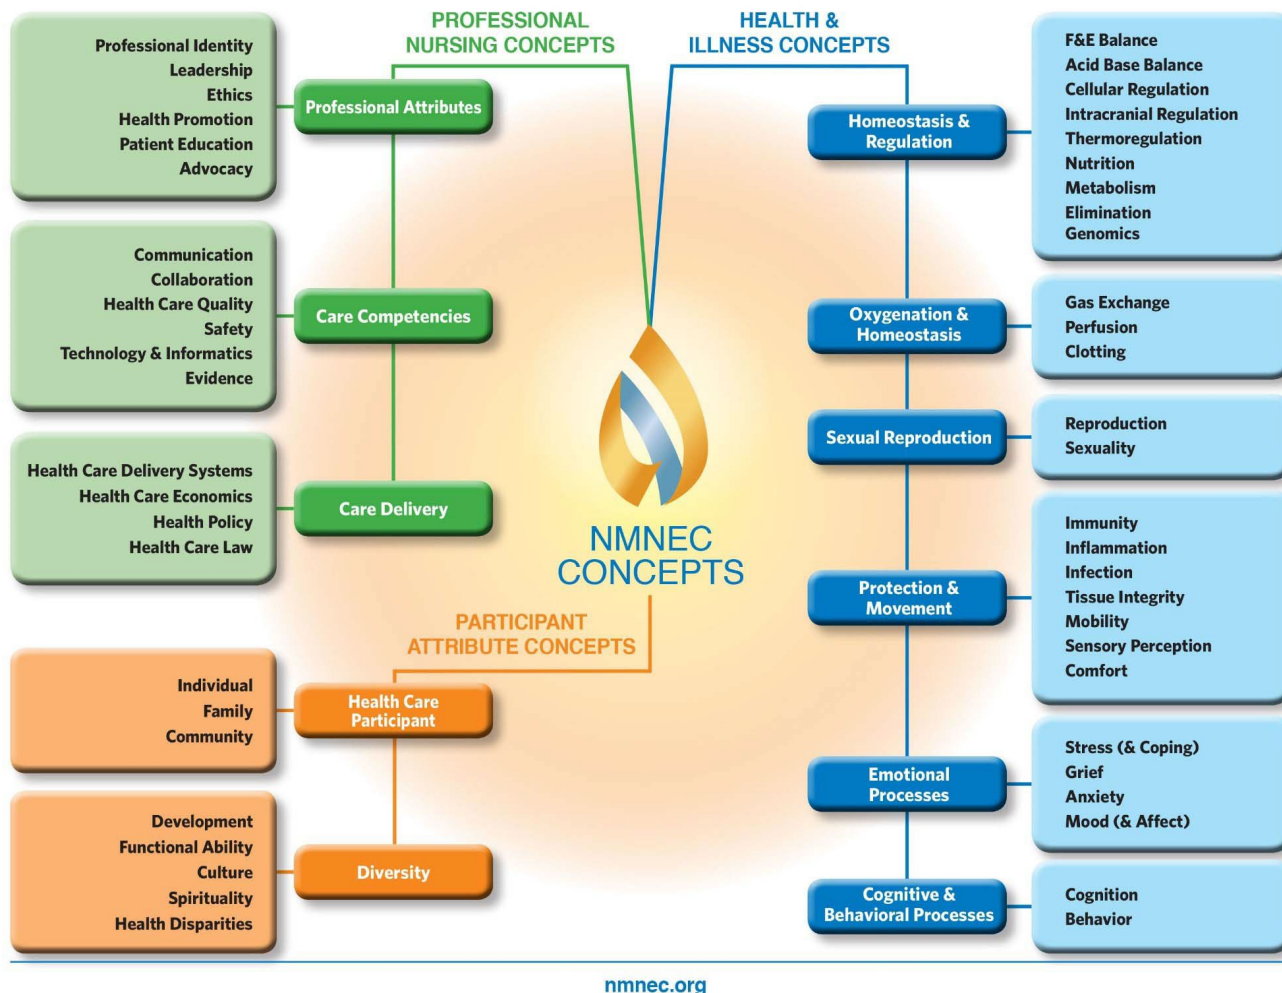 PROFESSIONAL
NURSING CONCEPTS
Professional Attributes
Professional Identity
Leadership
Ethics
Health Promotion
Patient Education
Advocacy
Care Competencies
Communication
Collaboration
Health Care Quality
Safety
Technology & Informatics
Evidence
Care Delivery
Health Care Delivery Systems
Health Care Economics
Health Policy
Health Care Law
HEALTH &
ILLNESS CONCEPTS
Homeostasis &
Regulation
F&E Balance
Acid Base Balance
Cellular Regulation
Intracranial Regulation
Thermoregulation
Nutrition
Metabolism
Elimination
Genomics
Oxygenation &
Homeostasis
Gas Exchange
Perfusion
Clotting
Sexual Reproduction
Reproduction
Sexuality
Protection &
Movement
Immunity
Inflammation
Infection
Tissue Integrity
Mobility
Sensory Perception
Comfort
Emotional
Processes
Stress (& Coping)
Grief
Anxiety
Mood (& Affect)
Cognitive &
Behavioral Processes
Cognition
Behavior
NMNEC
CONCEPTS
PARTICIPANT
ATTRIBUTE CONCEPTS
Health Care
Participant
Individual
Family
Community
Diversity
Development
Functional Ability
Culture
Spirituality
Health Disparities
nmnec.org